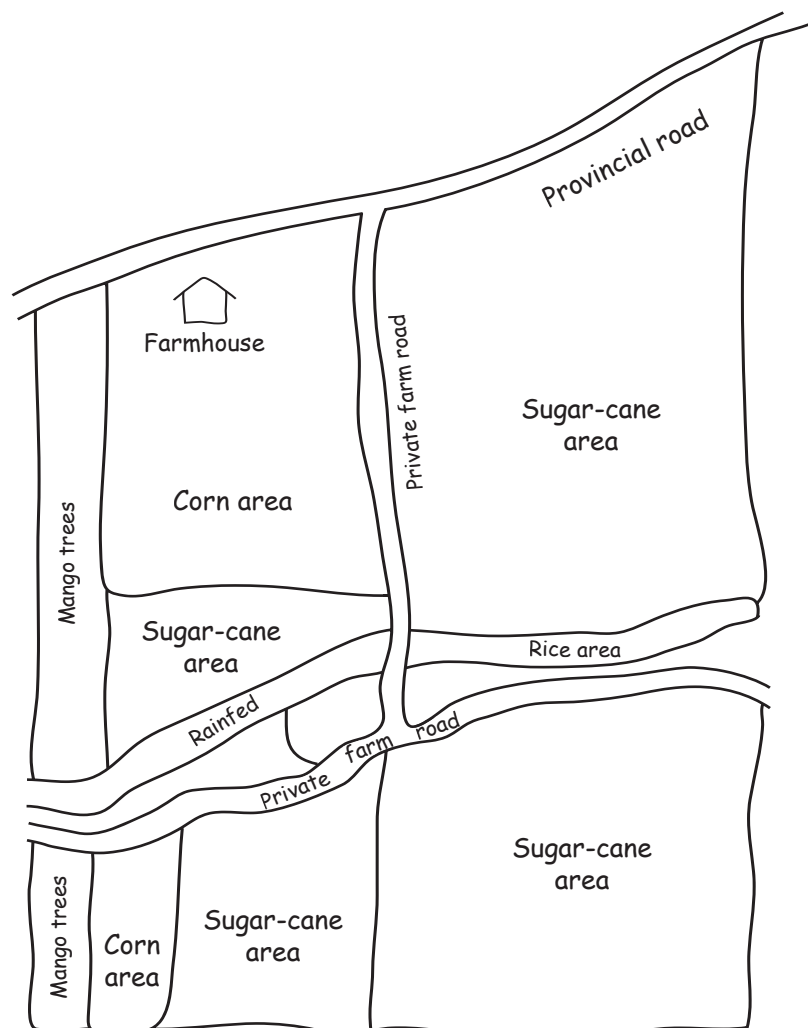 Provincial road
Farmhouse
Private farm road
Sugar-cane
area
Corn area
Mango trees
Sugar-cane
area
Rice area
Rainfed
Private farm road
Sugar-cane
area
Mango trees
Corn
area
Sugar-cane
area